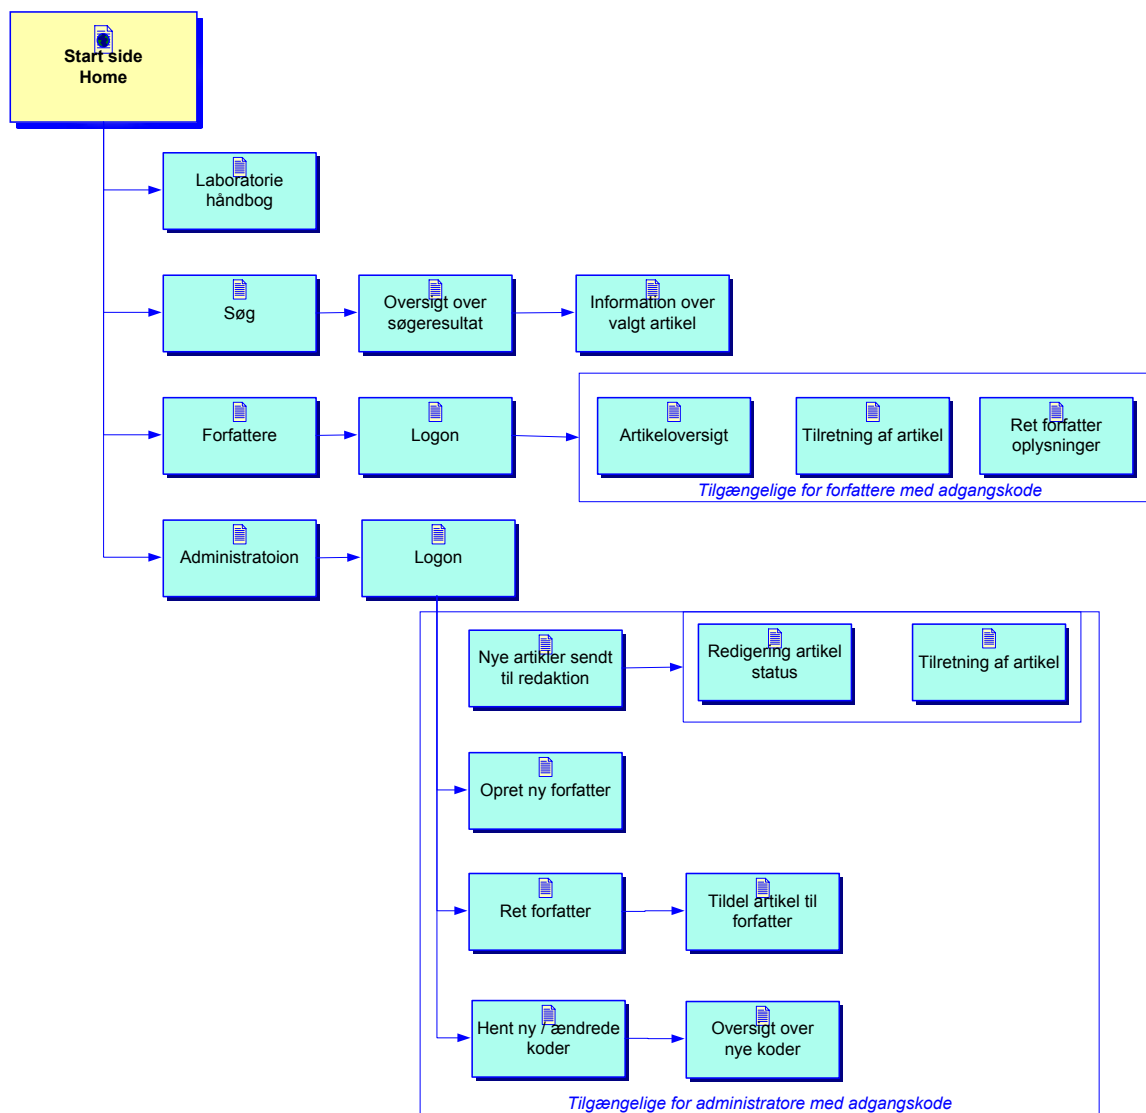 Start side
Home
Laboratorie
håndbog
Søg
Oversigt over
søgeresultat
Information over
valgt artikel
Forfattere
Logon
Artikeloversigt
Tilretning af artikel
Ret forfatter
oplysninger
Tilgængelige for forfattere med adgangskode
Administratoion
Logon
Nye artikler sendt
til redaktion
Redigering artikel
status
Tilretning af artikel
Opret ny forfatter
Ret forfatter
Tildel artikel til
forfatter
Hent ny / ændrede
koder
Oversigt over
nye koder
Tilgængelige for administratore med adgangskode